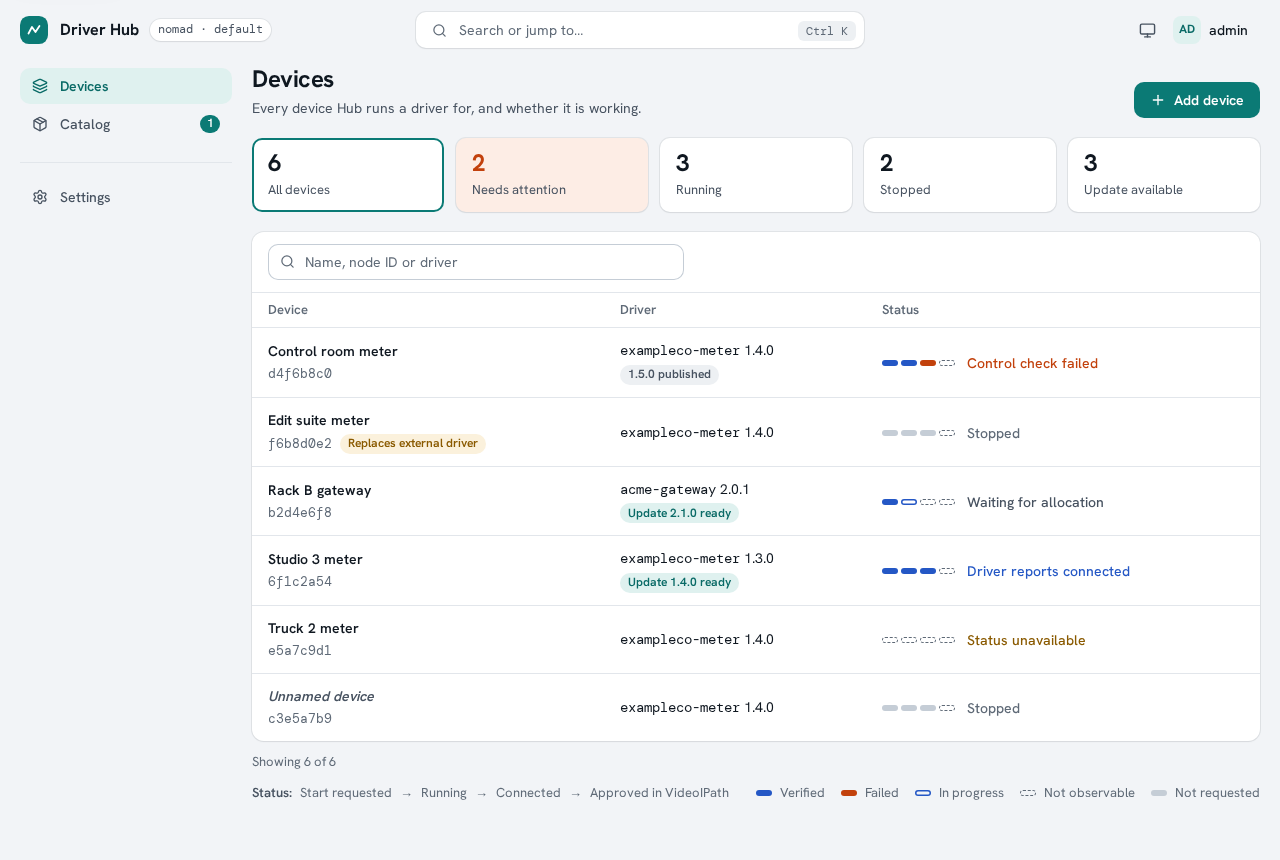 Driver Hub
nomad · default
Search or jump to...
Ctrl K
AD
admin
Devices
Catalog
1
Settings
Devices
Every device Hub runs a driver for, and whether it is working.
Add device
6
All devices
2
Needs attention
3
Running
2
Stopped
3
Update available
Name, node ID or driver
Device Driver Status
Control room meter
d4f6b8c0
exampleco-meter 1.4.0
1.5.0 published
Control check failed
Edit suite meter
f6b8d0e2 Replaces external driver
exampleco-meter 1.4.0
Stopped
Rack B gateway
b2d4e6f8
acme-gateway 2.0.1
Update 2.1.0 ready
Waiting for allocation
Studio 3 meter
6f1c2a54
exampleco-meter 1.3.0
Update 1.4.0 ready
Driver reports connected
Truck 2 meter
e5a7c9d1
exampleco-meter 1.4.0
Status unavailable
Unnamed device
c3e5a7b9
exampleco-meter 1.4.0
Stopped
Showing 6 of 6
Status: Start requested → Running → Connected → Approved in VideoIPath
Verified Failed In progress Not observable Not requested